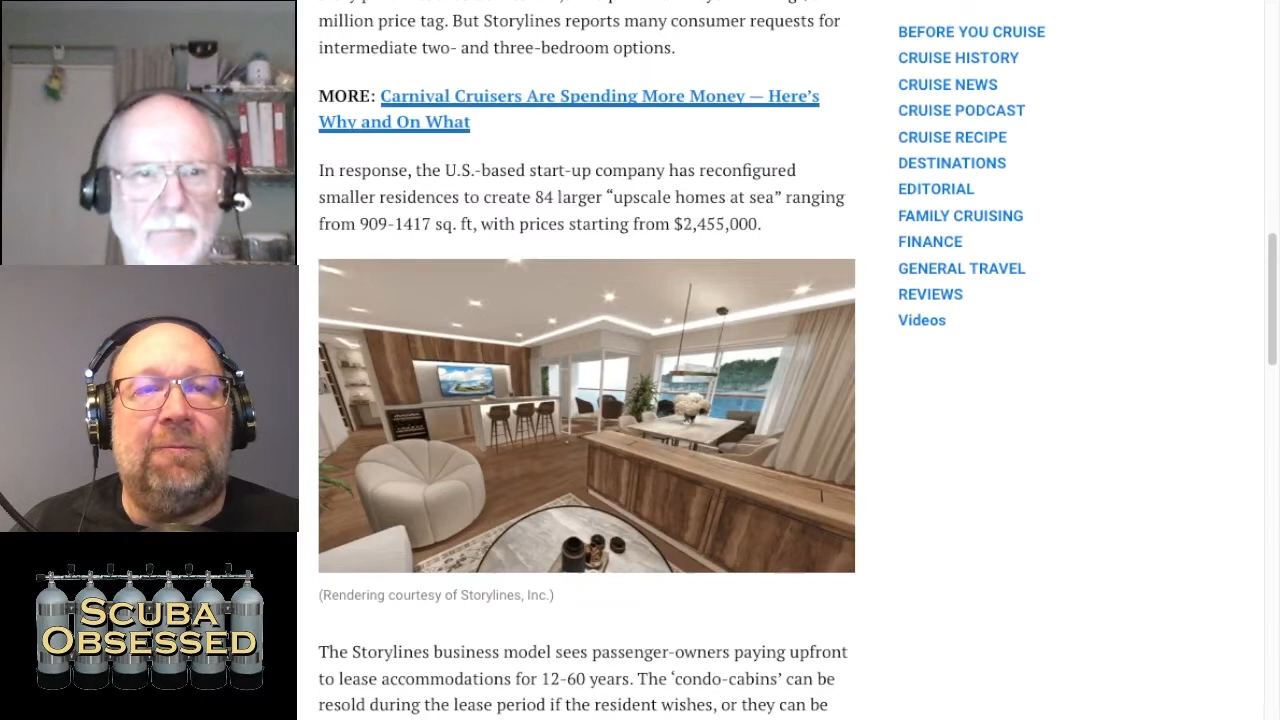 million price tag. But Storylines reports many consumer requests for
intermediate two- and three-bedroom options.
MORE: Carnival Cruisers Are Spending More Money — Here’s
Why and On What
In response, the U.S.-based start-up company has reconfigured
smaller residences to create 84 larger “upscale homes at sea” ranging
from 909-1417 sq. ft, with prices starting from $2,455,000.
(Rendering courtesy of Storylines, Inc.)
The Storylines business model sees passenger-owners paying upfront
to lease accommodations for 12-60 years. The ‘condo-cabins’ can be
resold during the lease period if the resident wishes, or they can be
BEFORE YOU CRUISE
CRUISE HISTORY
CRUISE NEWS
CRUISE PODCAST
CRUISE RECIPE
DESTINATIONS
EDITORIAL
FAMILY CRUISING
FINANCE
GENERAL TRAVEL
REVIEWS
Videos
SCUBA
OBSESSED